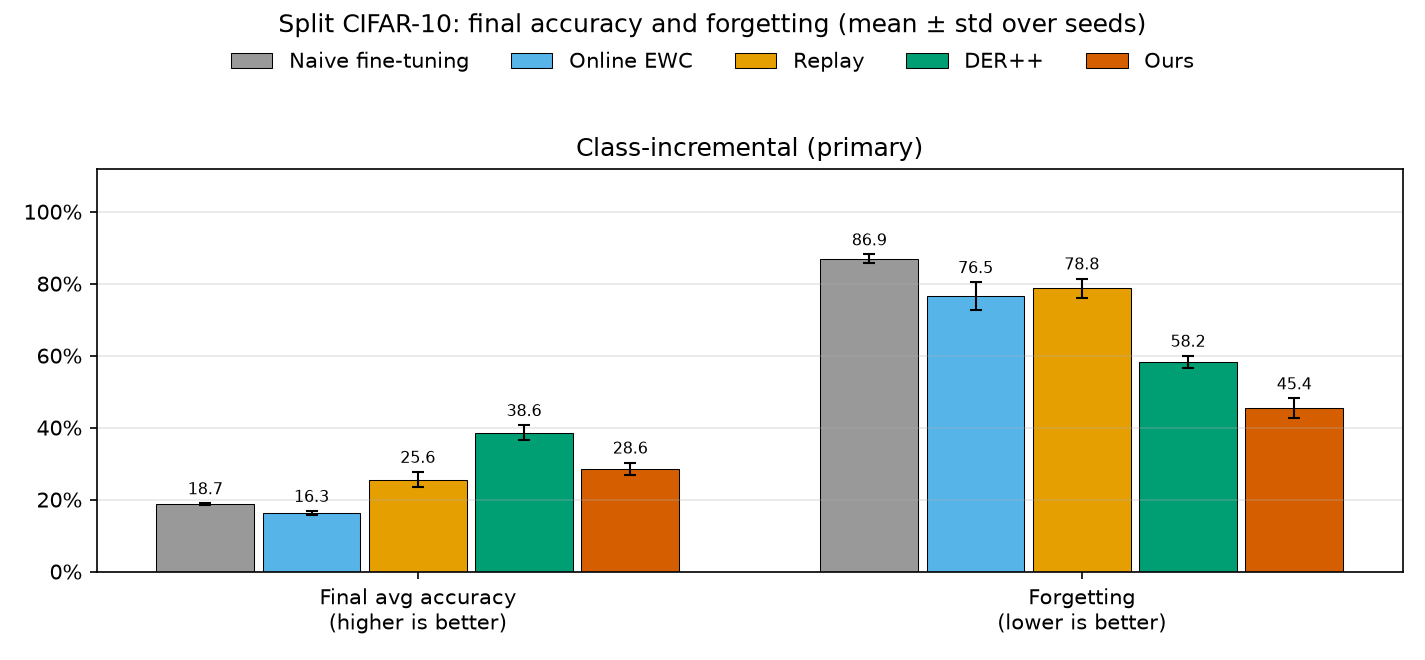 Split CIFAR-10: final accuracy and forgetting (mean ± std over seeds)
Naive fine-tuning Online EWC Replay DER++ Ours
Class-incremental (primary)
100%
80%
60%
40%
20%
0%
18.7
16.3
25.6
38.6
28.6
86.9
76.5
78.8
58.2
45.4
Final avg accuracy
(higher is better)
Forgetting
(lower is better)